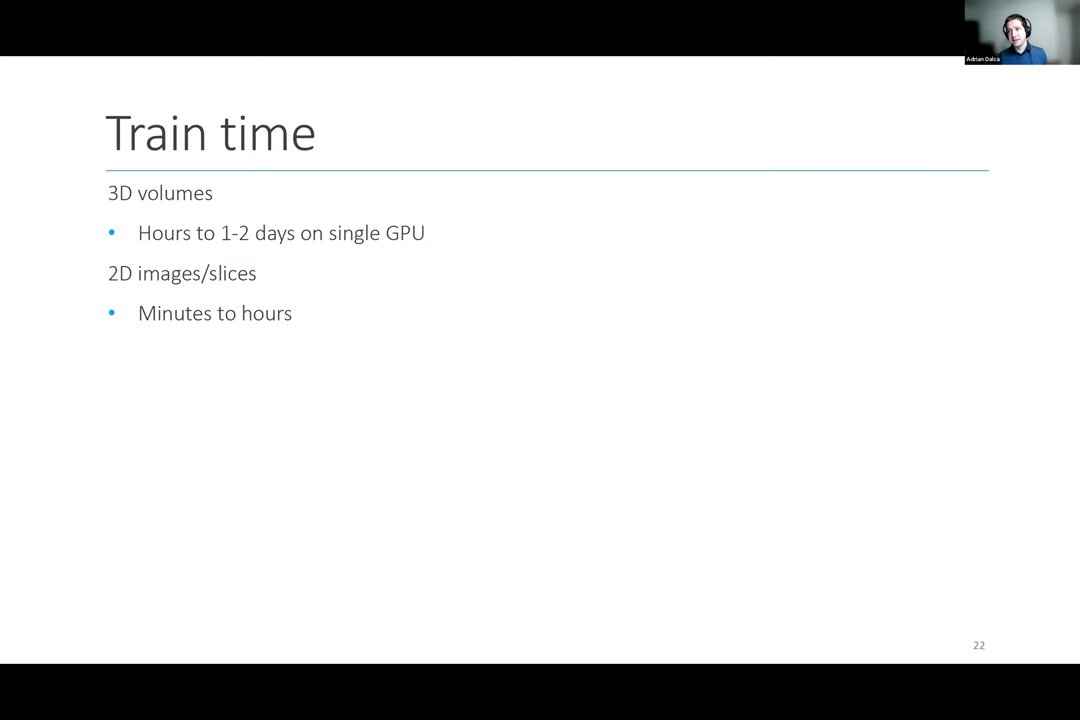 Adrian Dalca
Train time
3D volumes
• Hours to 1-2 days on single GPU
2D images/slices
• Minutes to hours
22